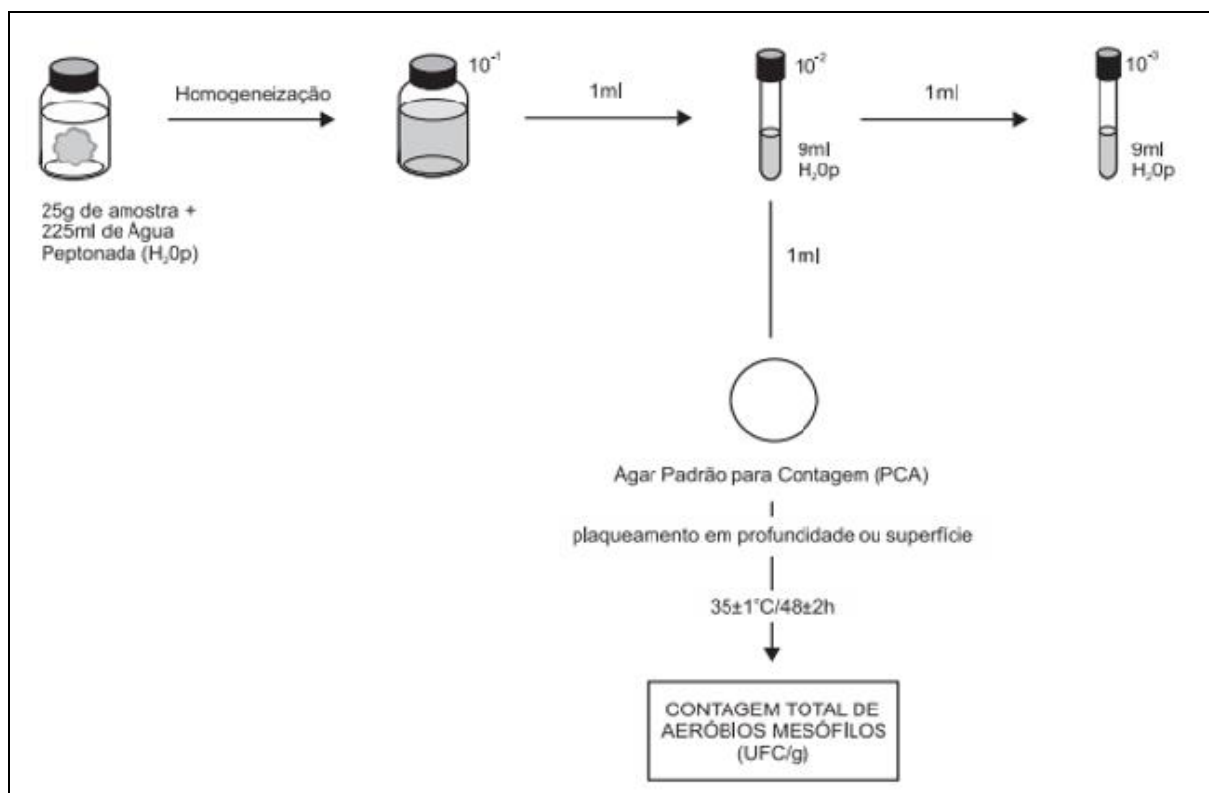 Homogeneização
10⁻¹
1ml
10⁻²
9ml
H₂0p
1ml
10⁻³
9ml
H₂0p
25g de amostra +
225ml de Água
Peptonada (H₂0p)
1ml
Ágar Padrão para Contagem (PCA)
plaqueamento em profundidade ou superfície
35±1°C/48±2h
CONTAGEM TOTAL DE
AERÓBIOS MESÓFILOS
(UFC/g)